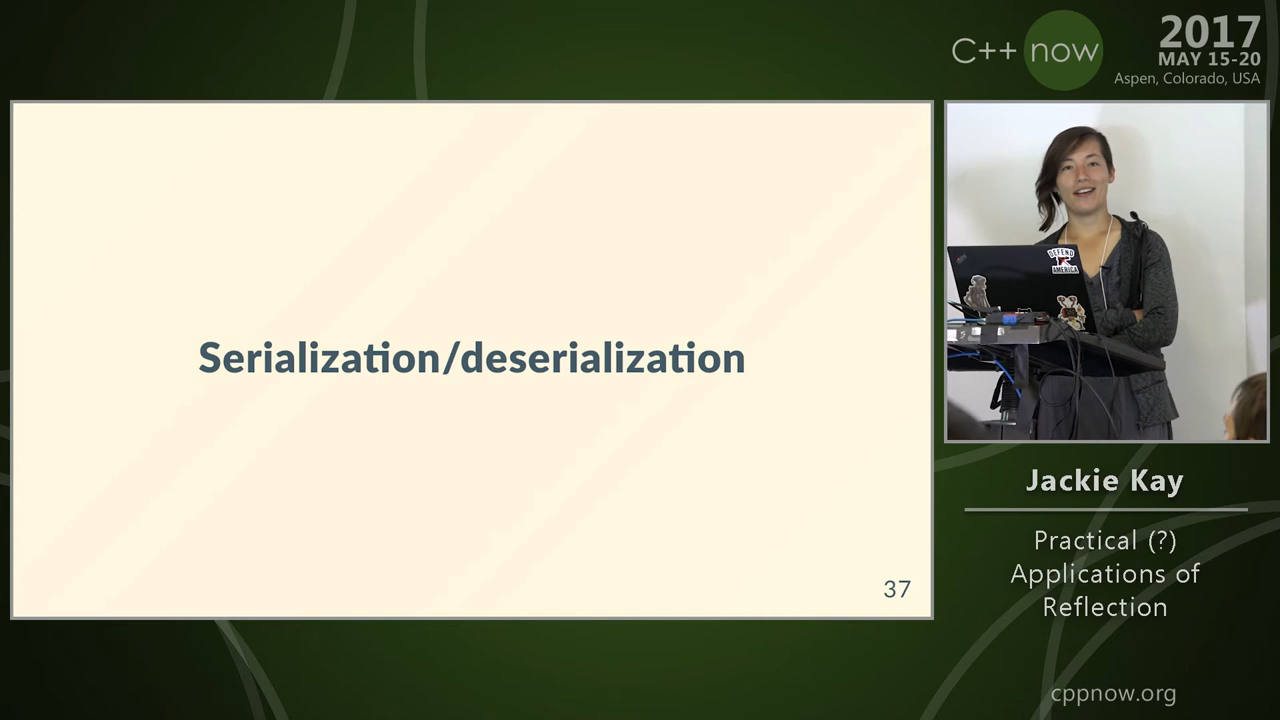 C++ now
2017
MAY 15-20
Aspen, Colorado, USA
Serialization/deserialization
37
DEFEND
AMERICA
Jackie Kay
Practical (?)
Applications of
Reflection
cppnow.org